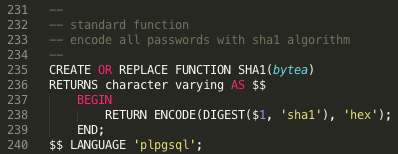 231 --
232 -- standard function
233 -- encode all passwords with sha1 algorithm
234 --
235 CREATE OR REPLACE FUNCTION SHA1(bytea)
236 RETURNS character varying AS $$
237     BEGIN
238         RETURN ENCODE(DIGEST($1, 'sha1'), 'hex');
239     END;
240 $$ LANGUAGE 'plpgsql';